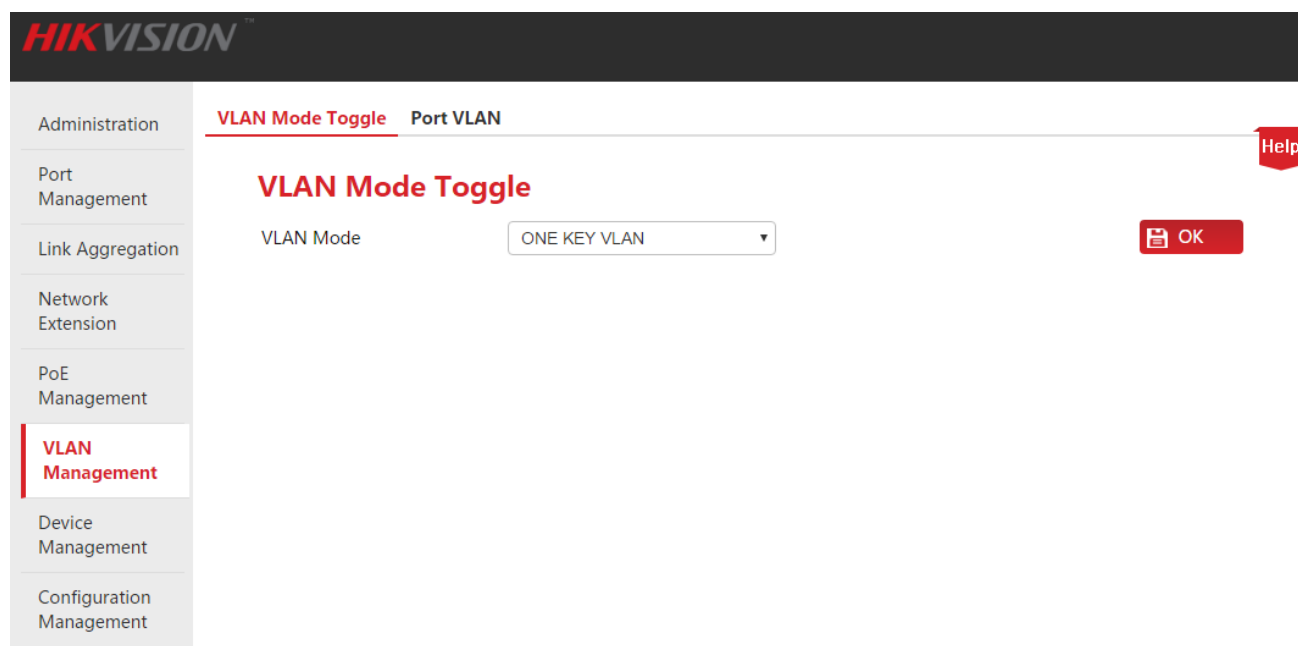 HIKVISION ™
Administration
Port
Management
Link Aggregation
Network
Extension
PoE
Management
VLAN
Management
Device
Management
Configuration
Management
VLAN Mode Toggle Port VLAN
Help
VLAN Mode Toggle
VLAN Mode ONE KEY VLAN OK